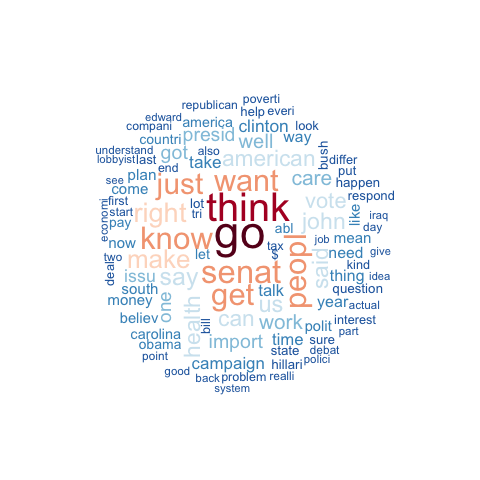 poverti
republican
help everi
edward
america
clinton look
compani
presid
way
countri
well
bush
understand
got
also
american
differ
lobbyist last
take
put
end
just want
care
happen
see
plan
come
think
vote
respond
first
lot
like
start
right
tri
john
iraq
pay
go
abl
day
economi
now
know
peopl
said
mean
let
tax
job
need
give
deal
two
make
senat
$
kind
issu
say
thing
idea
south
get
talk
question
money
one
us
year
actual
health
can
work
interest
believ
bill
polit
part
carolina
import
time
sure
obama
state
debat
point
campaign
hillari
polici
good
back
problem
realli
system